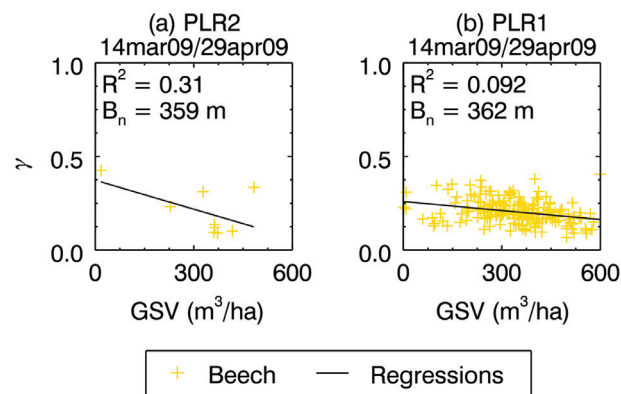 (a) PLR2
14mar09/29apr09
R² = 0.31
Bₙ = 359 m
1.0
0.5
0.0
γ
0 300 600
GSV (m³/ha)
(b) PLR1
14mar09/29apr09
R² = 0.092
Bₙ = 362 m
1.0
0.5
0.0
0 300 600
GSV (m³/ha)
Beech
Regressions